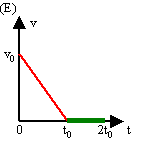 (E)
v
v₀
0 t₀ 2t₀ t